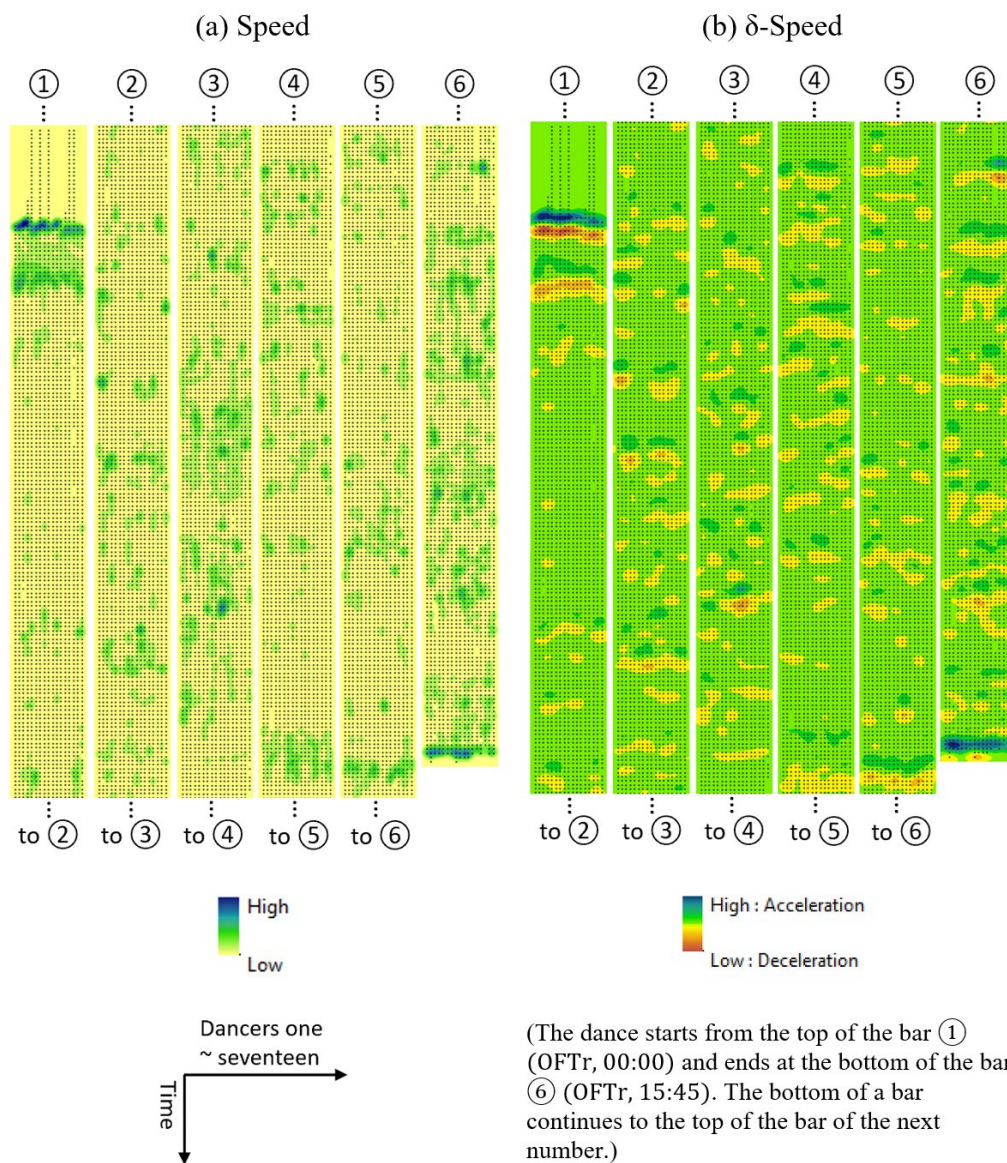 (a) Speed
(b) δ-Speed
① ② ③ ④ ⑤ ⑥
① ② ③ ④ ⑤ ⑥
to ② to ③ to ④ to ⑤ to ⑥
to ② to ③ to ④ to ⑤ to ⑥
High
Low
High : Acceleration
Low : Deceleration
Dancers one
~ seventeen
Time
(The dance starts from the top of the bar ①
(OFTr, 00:00) and ends at the bottom of the bar
⑥ (OFTr, 15:45). The bottom of a bar
continues to the top of the bar of the next
number.)